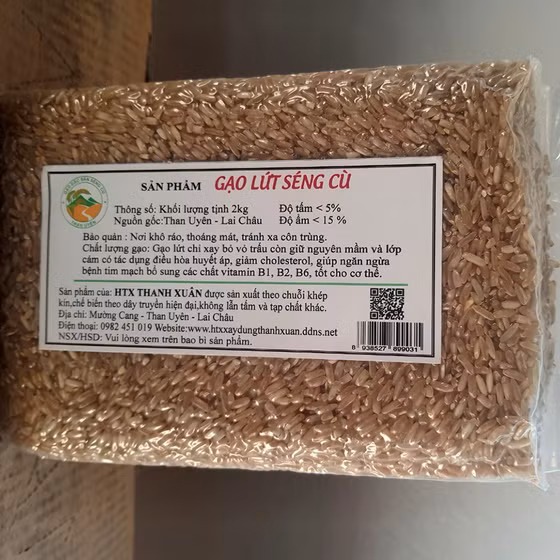 SẢN PHẨM GẠO LỨT SÉNG CÙ
Thông số: Khối lượng tịnh 2kg Độ tấm < 5%
Nguồn gốc:Than Uyên - Lai Châu Độ ẩm < 15 %
Bảo quản : Nơi khô ráo, thoáng mát, tránh xa côn trùng.
Chất lượng gạo: Gạo lứt chỉ xay bỏ vỏ trấu còn giữ nguyên mầm và lớp
cám có tác dụng điều hòa huyết áp, giảm cholesterol, giúp ngăn ngừa
bệnh tim mạch bổ sung các chất vitamin B1, B2, B6, tốt cho cơ thể.
Sản phẩm của: HTX THANH XUÂN được sản xuất theo chuỗi khép
kín,chế biến theo dây truyền hiện đại,không lẫn tấm và tạp chất khác.
Địa chỉ: Mường Cang - Than Uyên - Lai Châu
Điện thoại: 0982 451 019 Website:www.htxxaydungthanhxuan.ddns.net
NSX/HSD: Vui lòng xem trên bao bì sản phẩm.
8 938527 899031